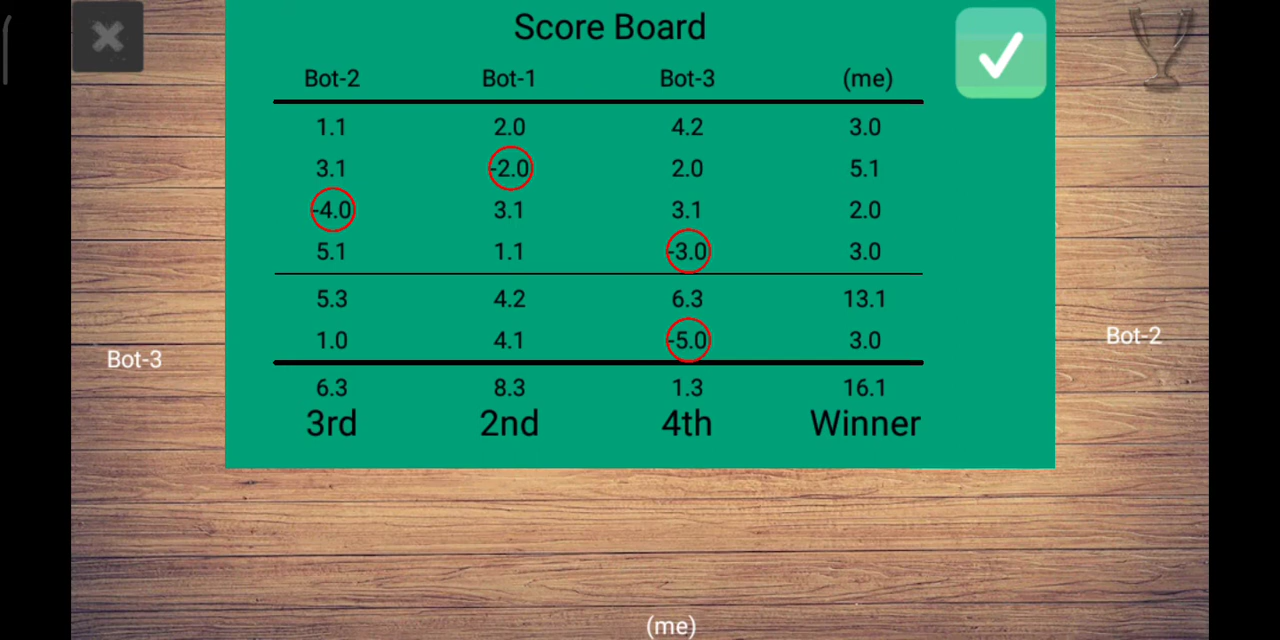 Score Board
Bot-2 Bot-1 Bot-3 (me)
1.1 2.0 4.2 3.0
3.1 -2.0 2.0 5.1
-4.0 3.1 3.1 2.0
5.1 1.1 -3.0 3.0
5.3 4.2 6.3 13.1
1.0 4.1 -5.0 3.0
6.3 8.3 1.3 16.1
3rd 2nd 4th Winner
Bot-3
Bot-2
(me)